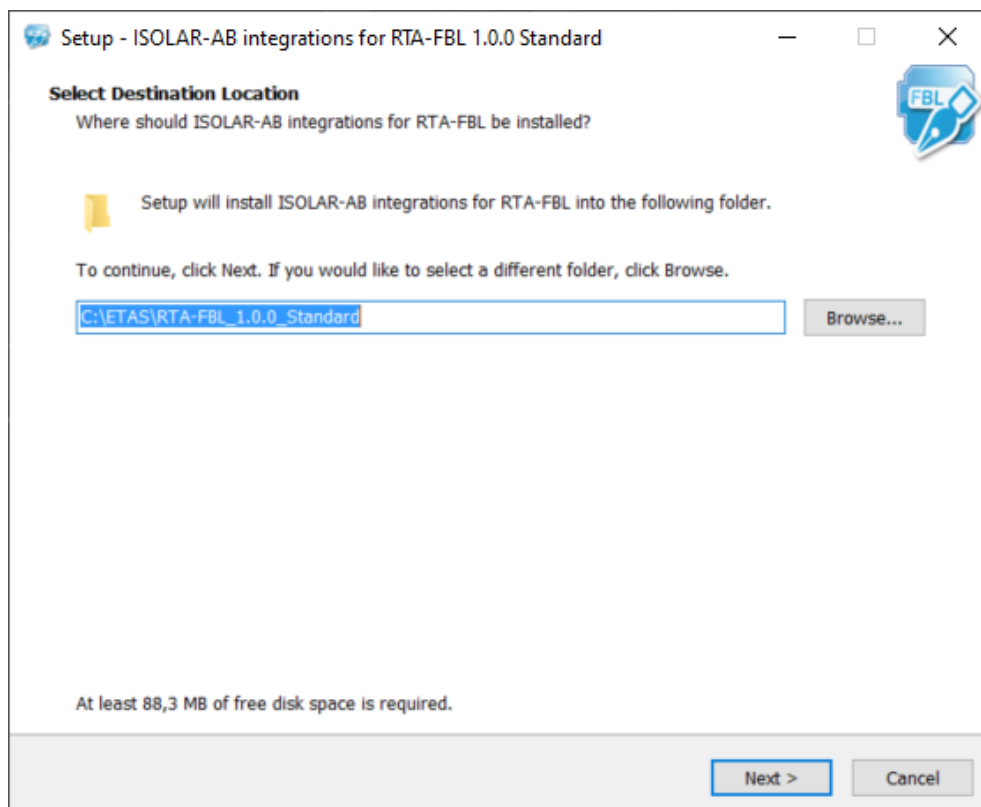 Setup - ISOLAR-AB integrations for RTA-FBL 1.0.0 Standard
Select Destination Location
Where should ISOLAR-AB integrations for RTA-FBL be installed?
FBL
Setup will install ISOLAR-AB integrations for RTA-FBL into the following folder.
To continue, click Next. If you would like to select a different folder, click Browse.
C:\ETAS\RTA-FBL_1.0.0_Standard
Browse...
At least 88,3 MB of free disk space is required.
Next >
Cancel